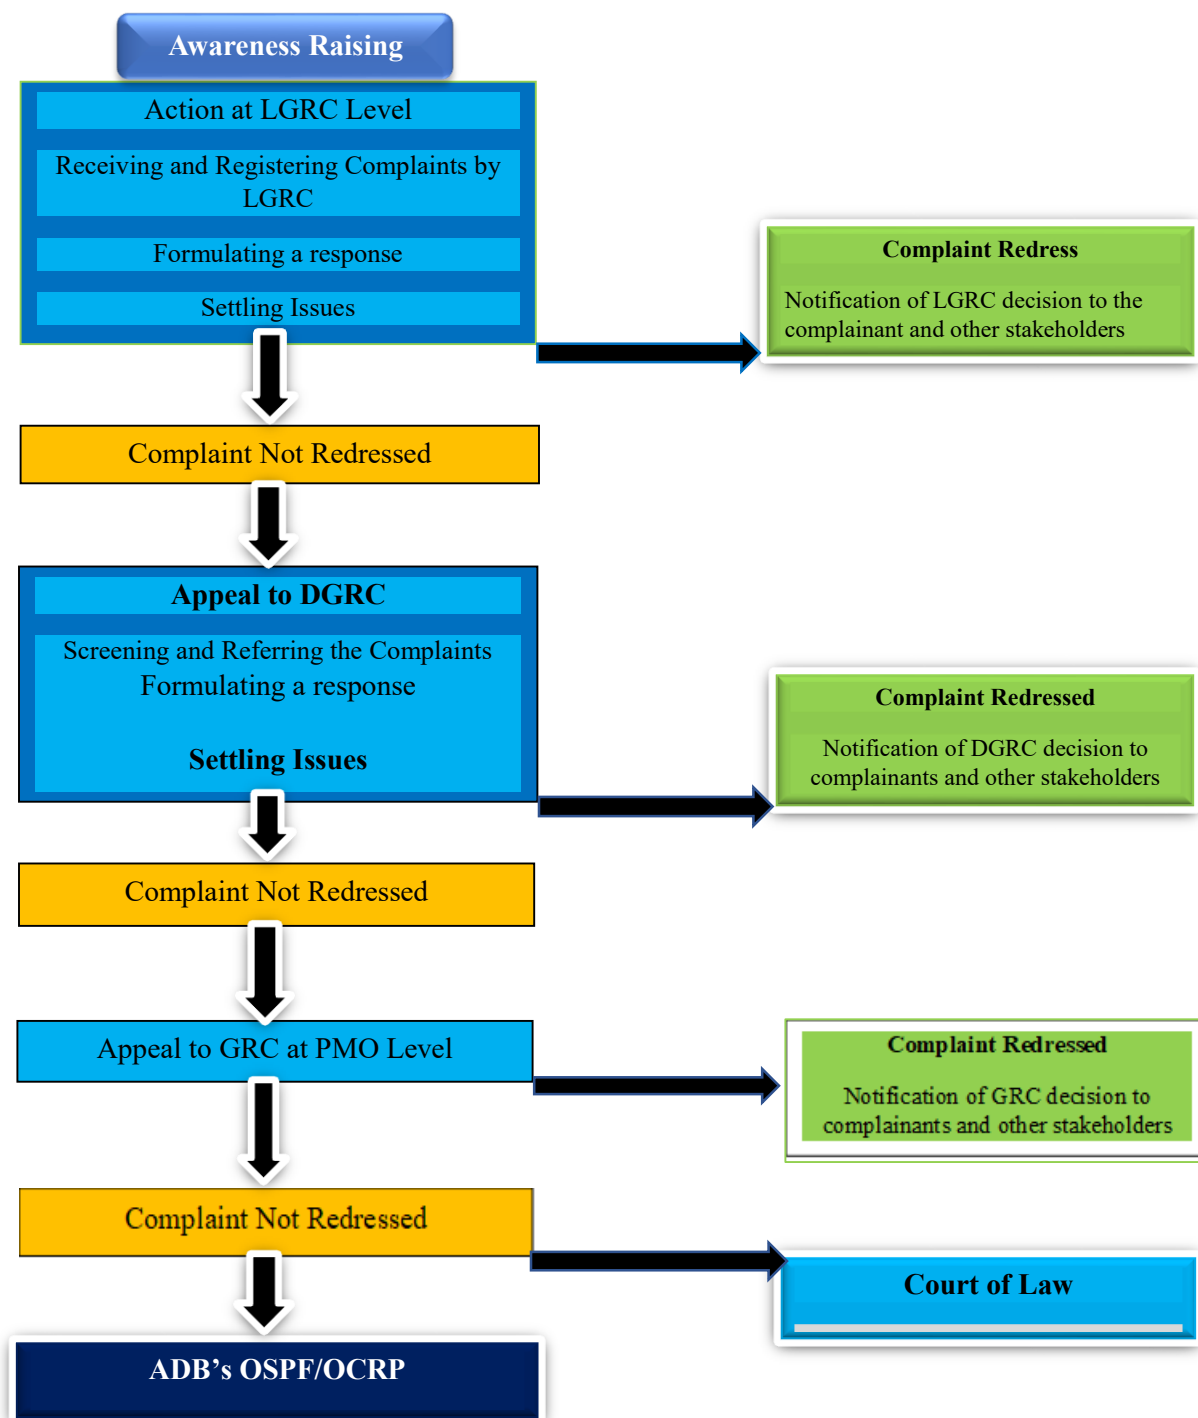 Awareness Raising
Action at LGRC Level
Receiving and Registering Complaints by
LGRC
Formulating a response
Settling Issues
Complaint Redress
Notification of LGRC decision to the
complainant and other stakeholders
Complaint Not Redressed
Appeal to DGRC
Screening and Referring the Complaints
Formulating a response
Settling Issues
Complaint Redressed
Notification of DGRC decision to
complainants and other stakeholders
Complaint Not Redressed
Appeal to GRC at PMO Level
Complaint Redressed
Notification of GRC decision to
complainants and other stakeholders
Complaint Not Redressed
Court of Law
ADB’s OSPF/OCRP